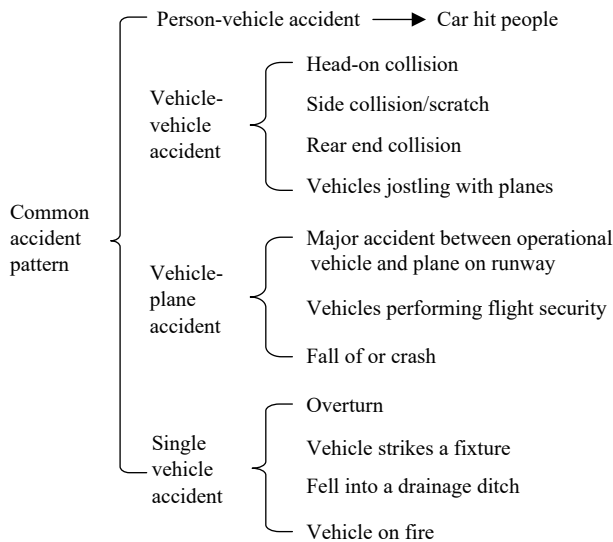 Person-vehicle accident
Car hit people
Head-on collision
Vehicle-
vehicle
accident
Side collision/scratch
Rear end collision
Vehicles jostling with planes
Common
accident
pattern
Major accident between operational
vehicle and plane on runway
Vehicle-
plane
accident
Vehicles performing flight security
Fall of or crash
Overturn
Single
vehicle
accident
Vehicle strikes a fixture
Fell into a drainage ditch
Vehicle on fire